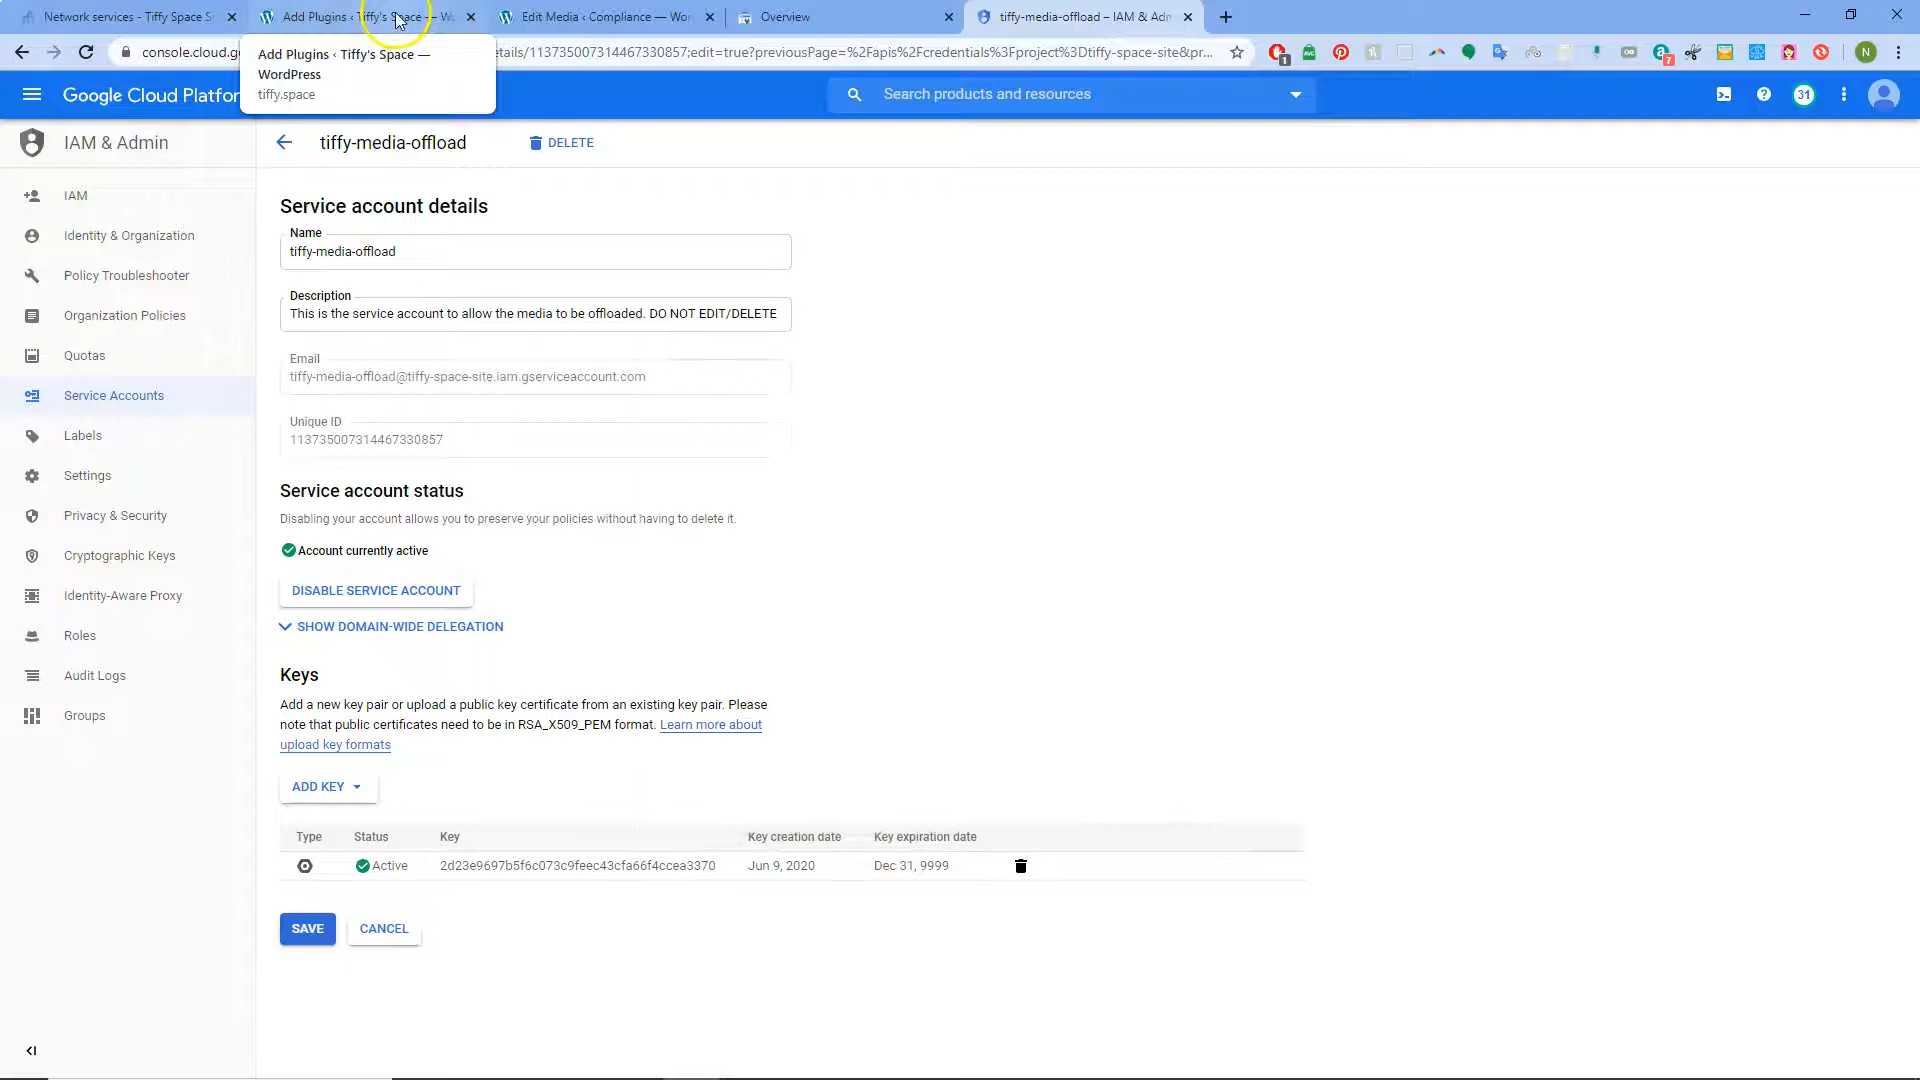 Network services - Tiffy Space S
Add Plugins ‹ Tiffy's Space — Wo
Edit Media ‹ Compliance — Wor
Overview
tiffy-media-offload – IAM & Adm
console.cloud.go
etails/113735007314467330857;edit=true?previousPage=%2Fapis%2Fcredentials%3Fproject%3Dtiffy-space-site&pr...
1
7
N
Add Plugins ‹ Tiffy's Space —
WordPress
tiffy.space
Google Cloud Platfor
Search products and resources
31
IAM & Admin
tiffy-media-offload
DELETE
IAM
Identity & Organization
Policy Troubleshooter
Organization Policies
Quotas
Service Accounts
Labels
Settings
Privacy & Security
Cryptographic Keys
Identity-Aware Proxy
Roles
Audit Logs
Groups
Service account details
Name
tiffy-media-offload
Description
This is the service account to allow the media to be offloaded. DO NOT EDIT/DELETE
Email
tiffy-media-offload@tiffy-space-site.iam.gserviceaccount.com
Unique ID
113735007314467330857
Service account status
Disabling your account allows you to preserve your policies without having to delete it.
Account currently active
DISABLE SERVICE ACCOUNT
SHOW DOMAIN-WIDE DELEGATION
Keys
Add a new key pair or upload a public key certificate from an existing key pair. Please
note that public certificates need to be in RSA_X509_PEM format. Learn more about
upload key formats
ADD KEY
Type Status Key Key creation date Key expiration date
Active 2d23e9697b5f6c073c9feec43cfa66f4ccea3370 Jun 9, 2020 Dec 31, 9999
SAVE CANCEL